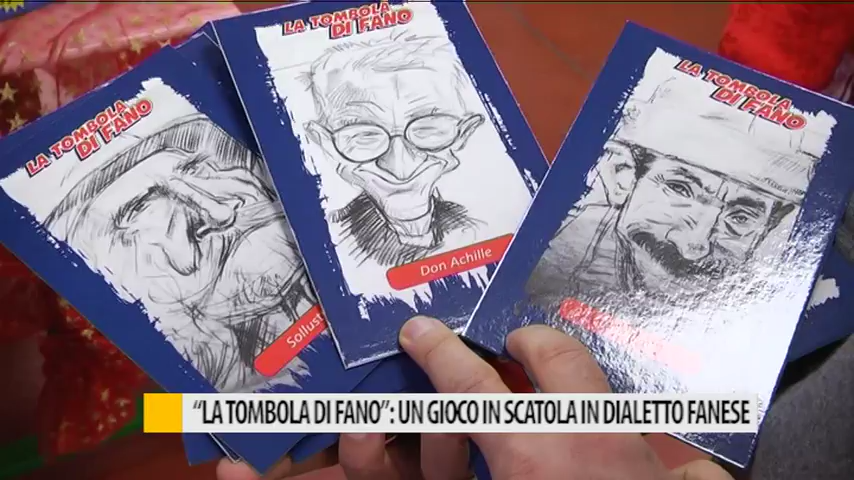 LA TOMBOLA
DI FANO
LA TOMBOLA
DI FANO
Don Achille
LA TOMBOLA
DI FANO
"LA TOMBOLA DI FANO": UN GIOCO IN SCATOLA IN DIALETTO FANESE